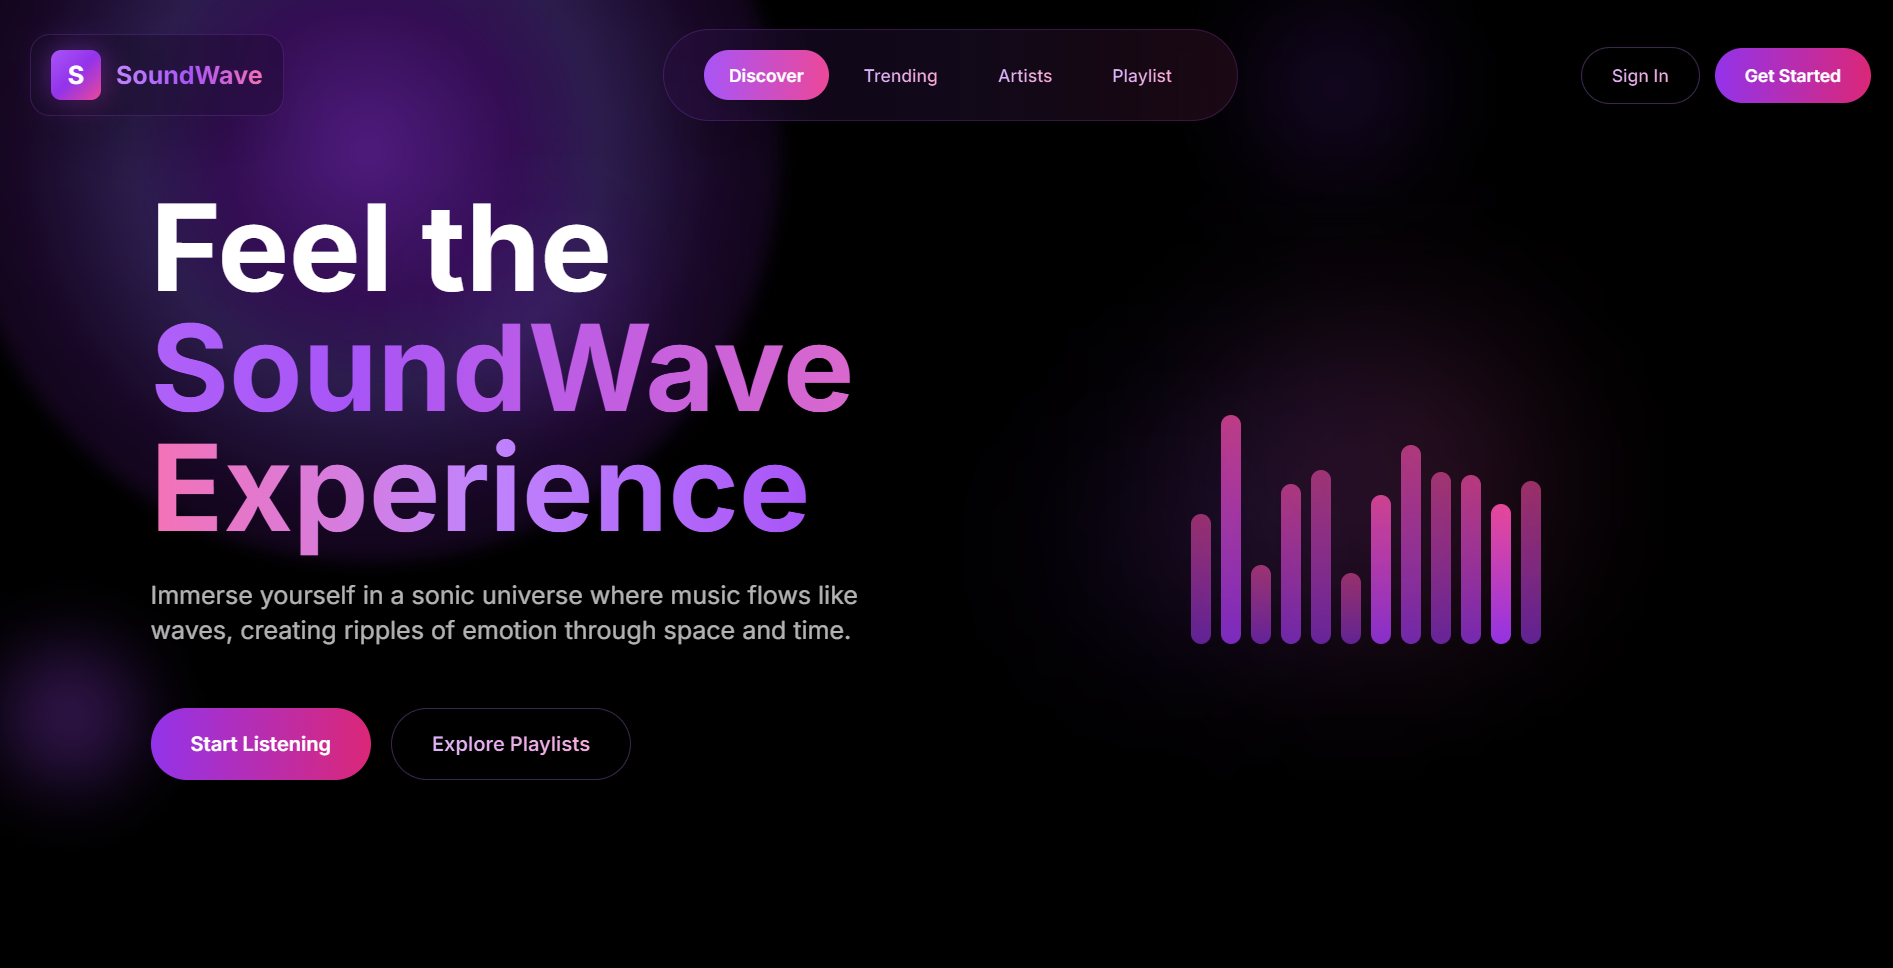 S SoundWave
Discover Trending Artists Playlist
Sign In Get Started
Feel the
SoundWave
Experience
Immerse yourself in a sonic universe where music flows like
waves, creating ripples of emotion through space and time.
Start Listening Explore Playlists